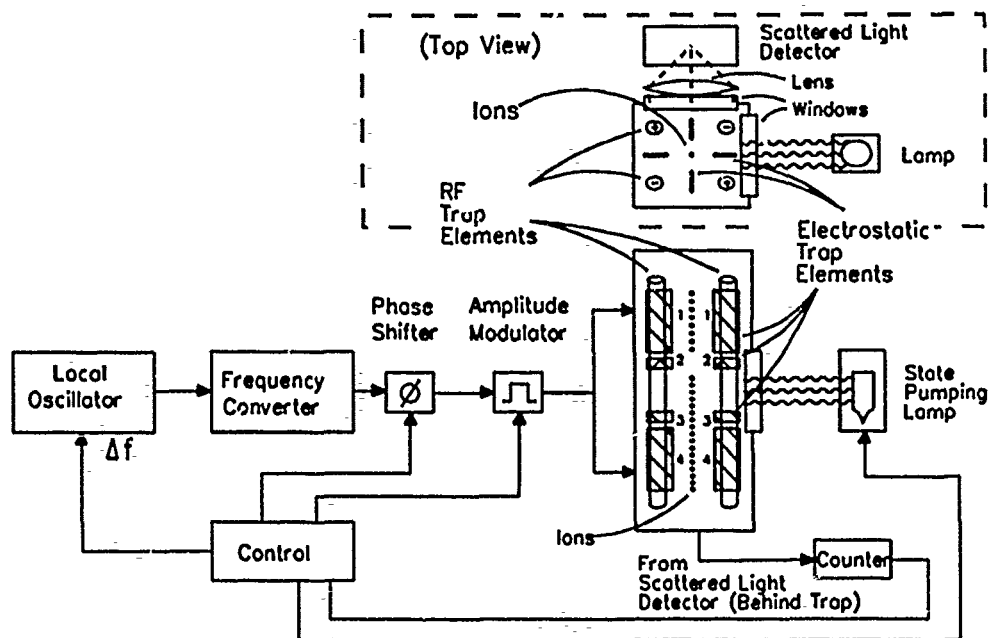 (Top View)
Scattered Light
Detector
Lens
Windows
Ions
Lamp
RF
Trap
Elements
Electrostatic
Trap
Elements
Phase
Shifter
Amplitude
Modulator
1 1
2 2
3 3
4 4
Local
Oscillator
Frequency
Converter
Ø
State
Pumping
Lamp
Δf
Control
Ions
From
Scattered Light
Detector (Behind Trap)
Counter